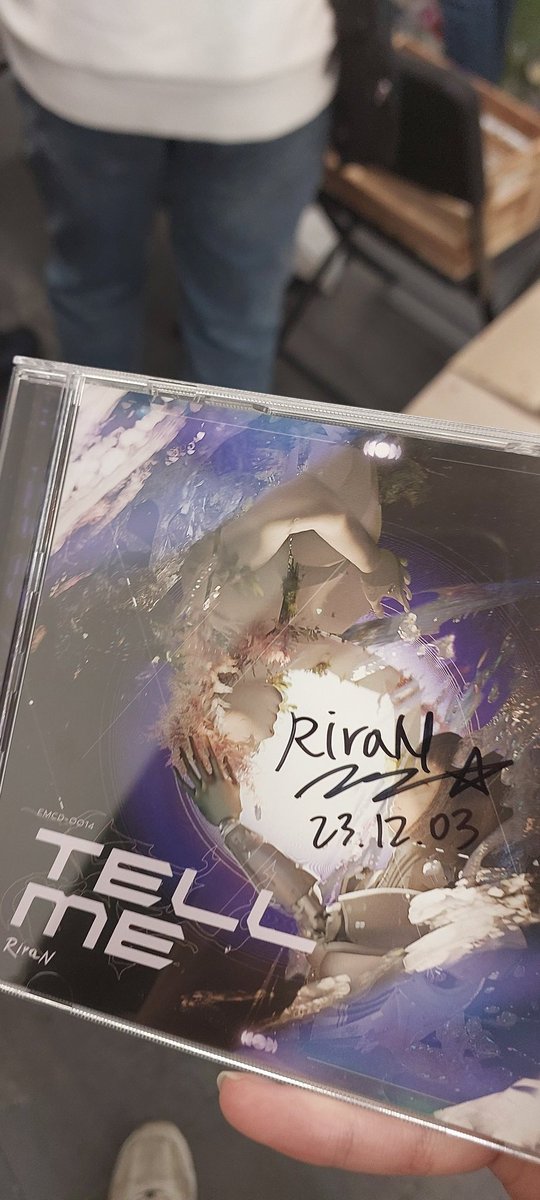 RiraN
23.12.03
EMCD-0014
TELL
ME
RiraN